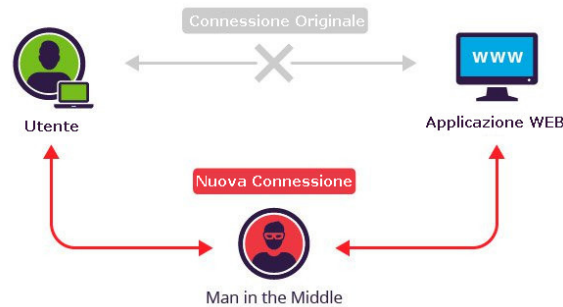 Connessione Originale
www
Utente
Applicazione WEB
Nuova Connessione
Man in the Middle